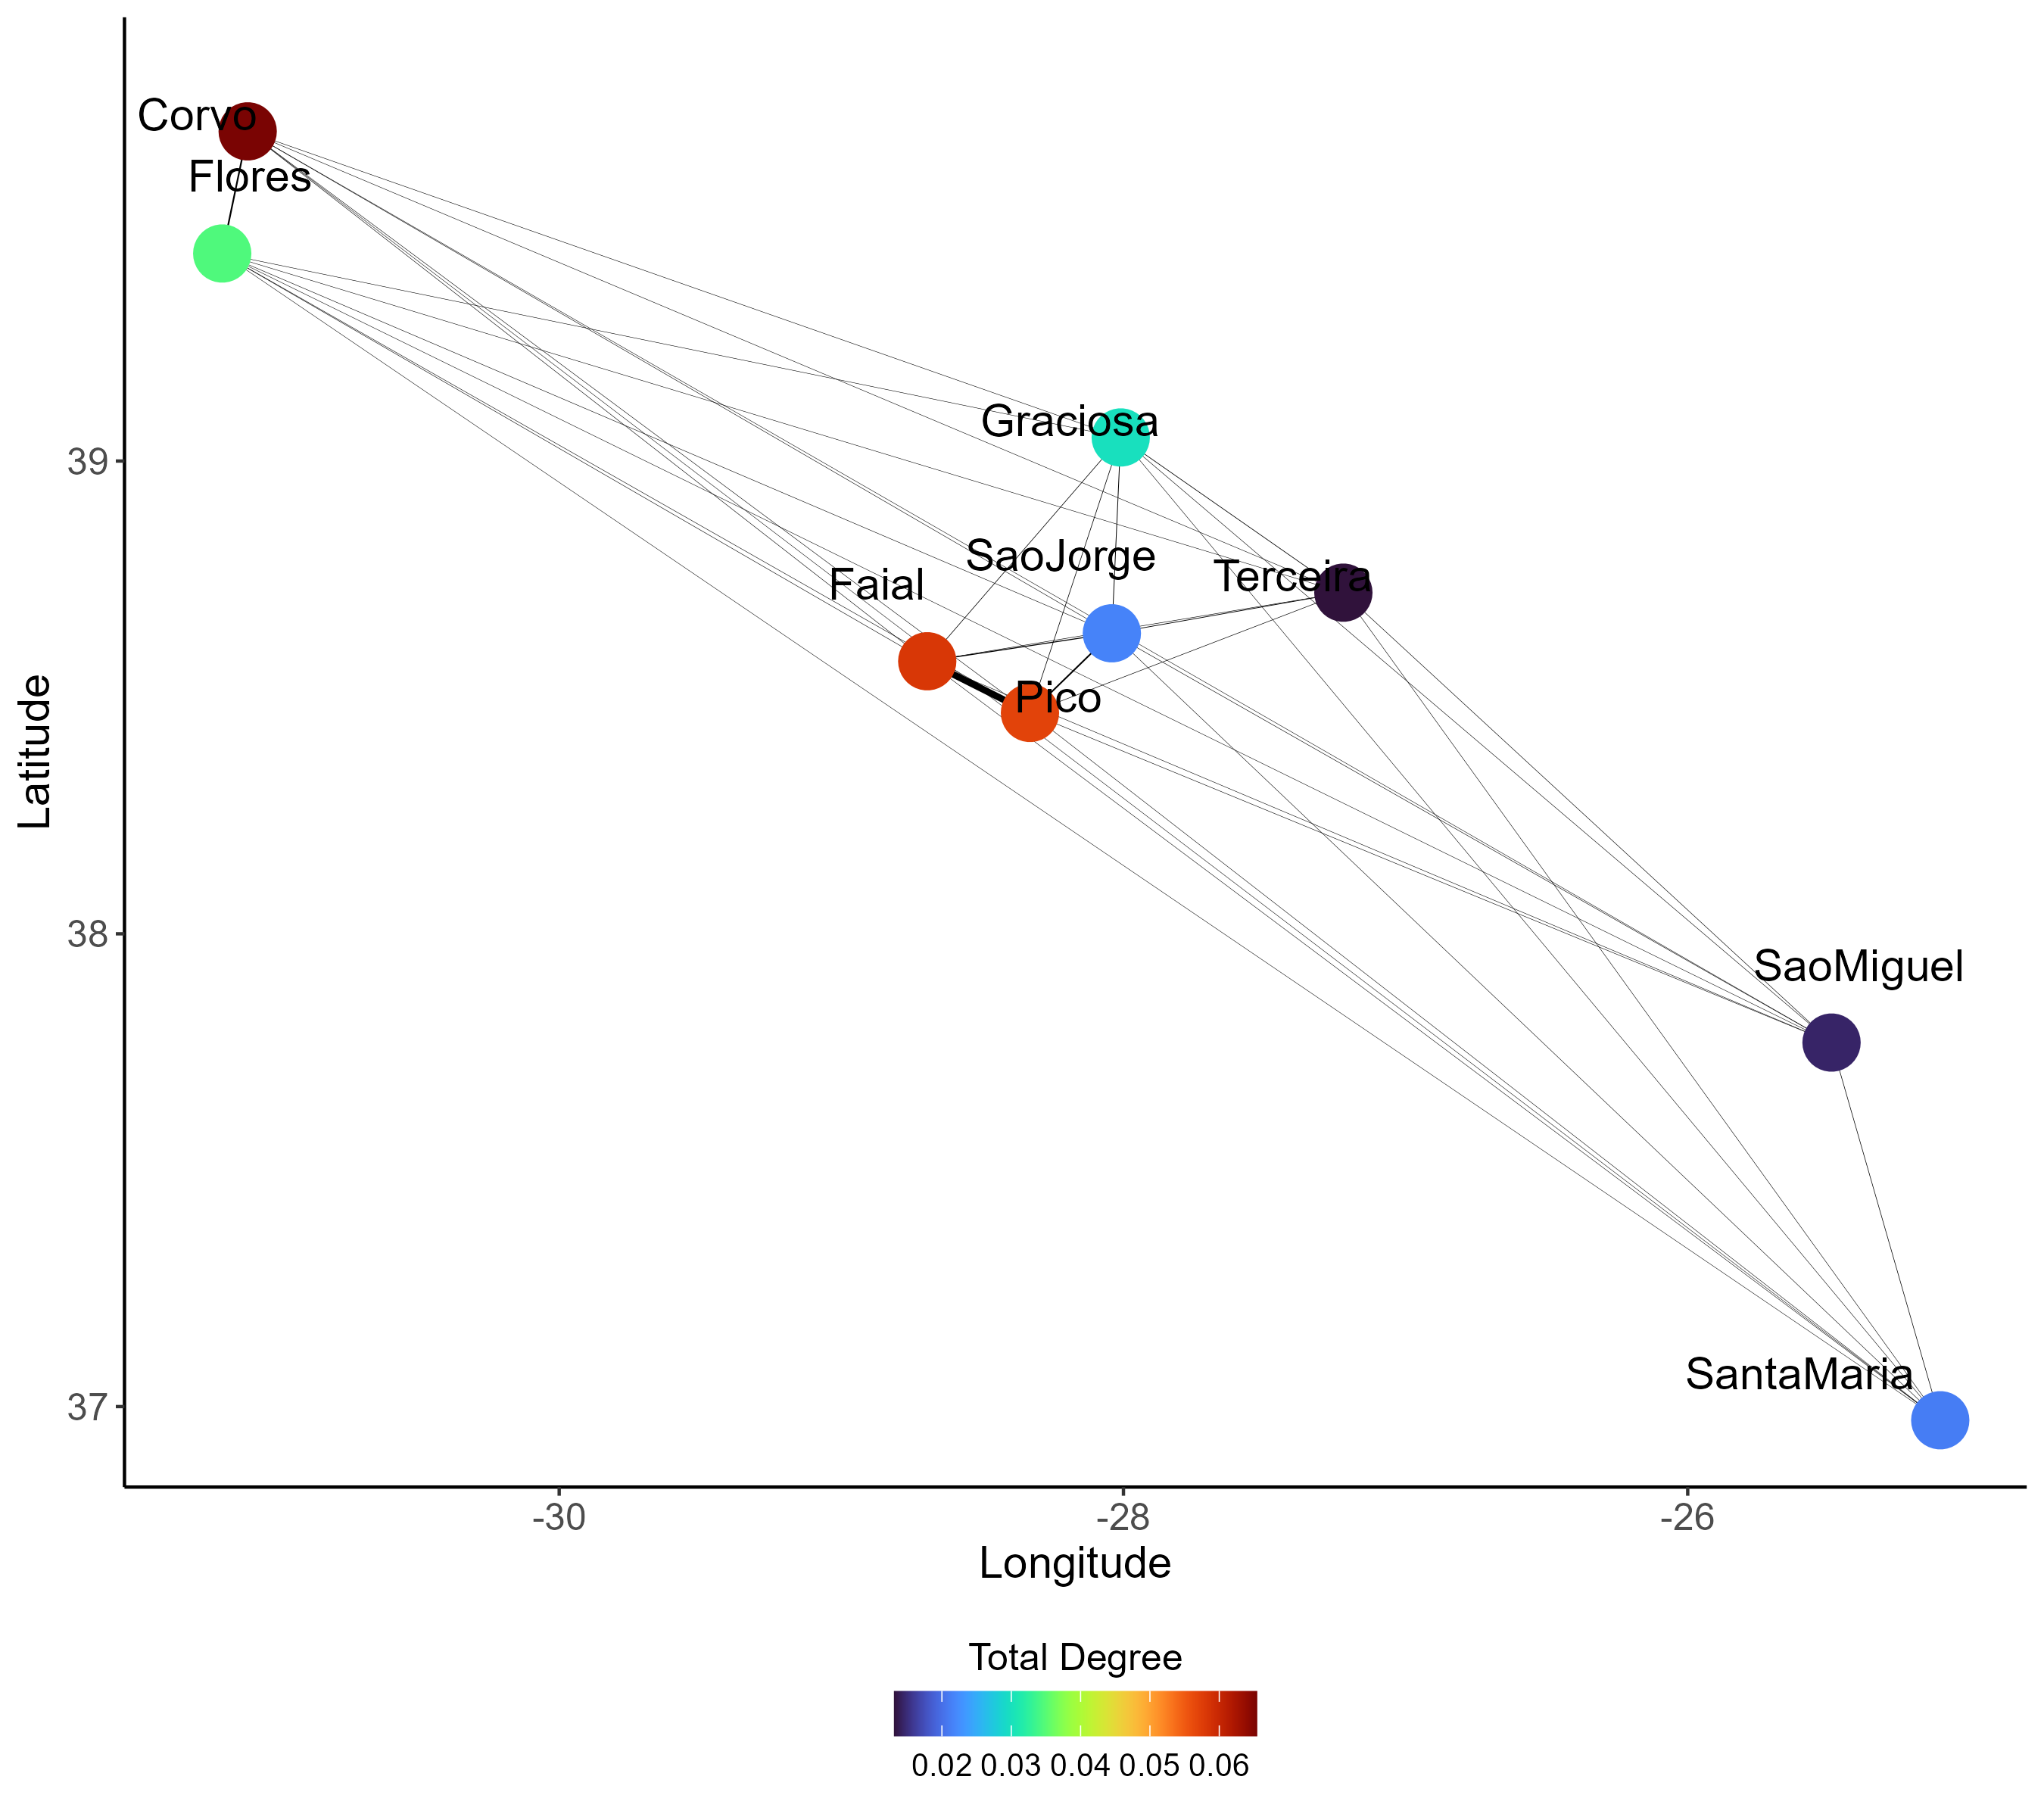 Corvo
Flores
Graciosa
SaoJorge
Terceira
Faial
Pico
SaoMiguel
SantaMaria
39
38
37
Latitude
-30
-28
-26
Longitude
Total Degree
0.02 0.03 0.04 0.05 0.06